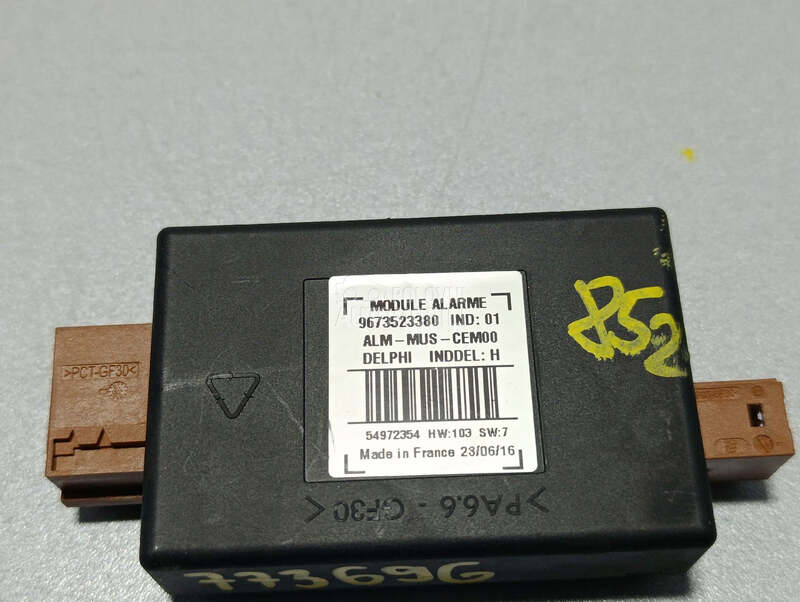 MODULE ALARME
9673523380 IND: 01
ALM-MUS-CEM00
DELPHI INDDEL: H
54972354 HW:103 SW:7
Made in France 23/06/16
>PCT-GF30<
852
>PA6.6 - GF30<
773696